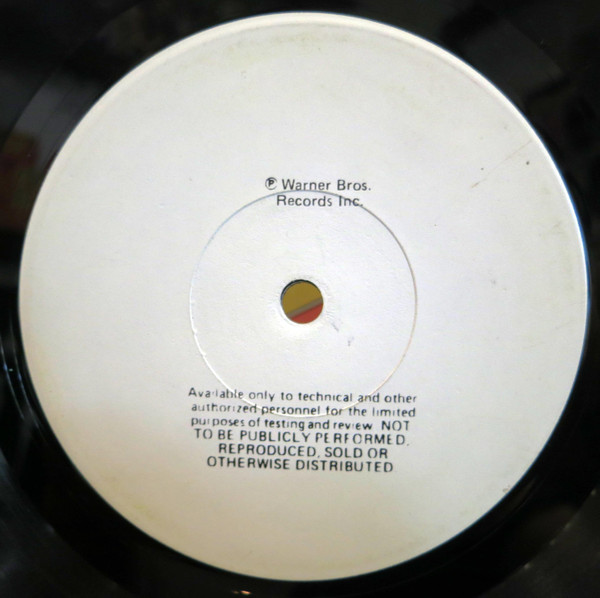 ℗ Warner Bros.
Records Inc.
Available only to technical and other
authorized personnel for the limited
purposes of testing and review. NOT
TO BE PUBLICLY PERFORMED,
REPRODUCED, SOLD OR
OTHERWISE DISTRIBUTED